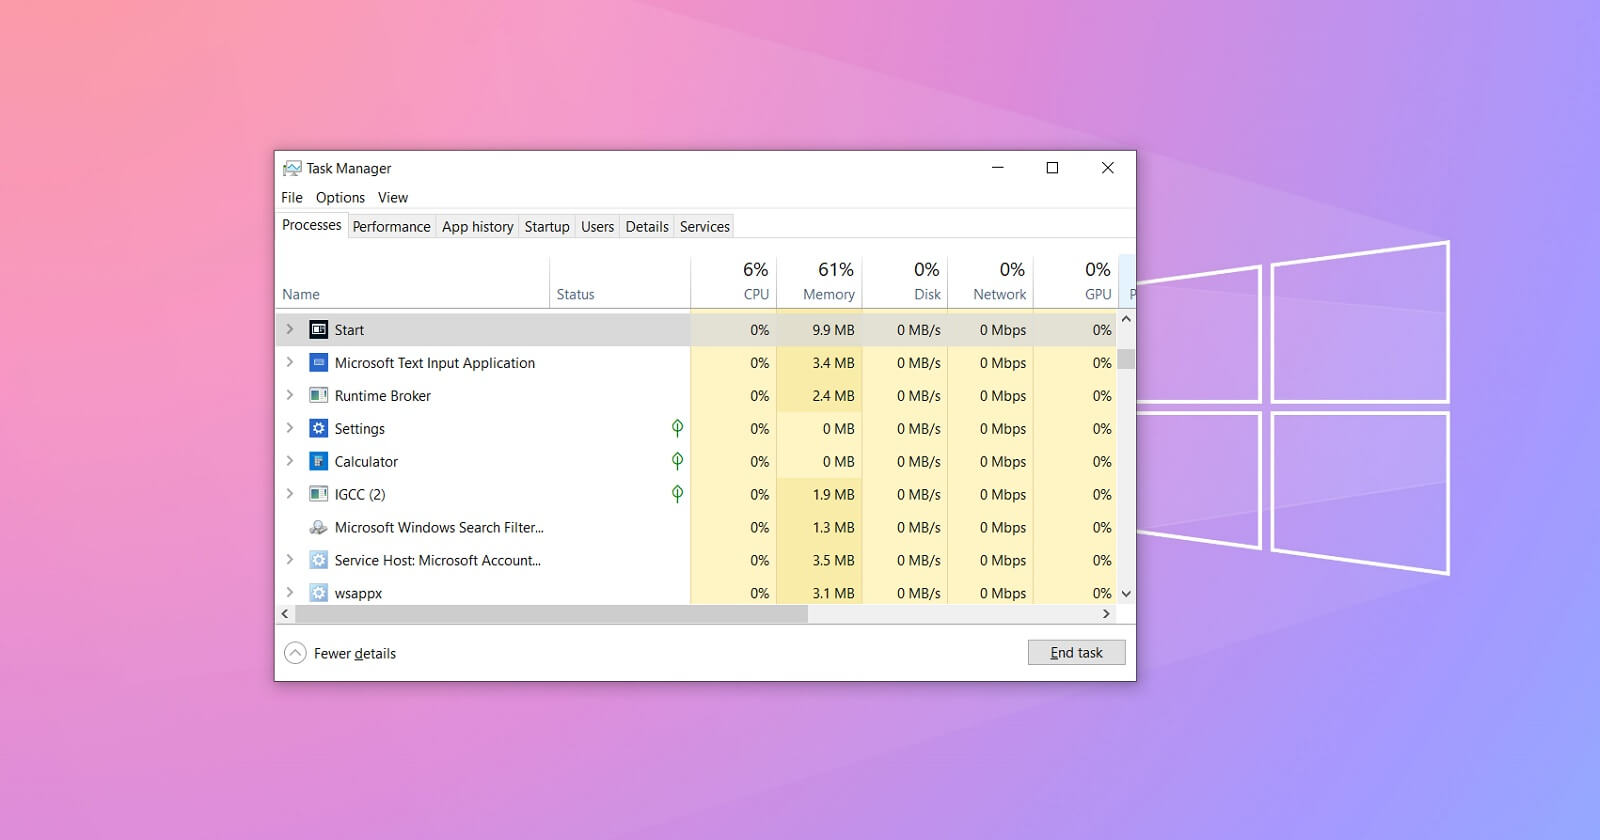 Task Manager
File Options View
Processes Performance App history Startup Users Details Services
6% 61% 0% 0% 0%
Name Status CPU Memory Disk Network GPU P
Start 0% 9.9 MB 0 MB/s 0 Mbps 0%
Microsoft Text Input Application 0% 3.4 MB 0 MB/s 0 Mbps 0%
Runtime Broker 0% 2.4 MB 0 MB/s 0 Mbps 0%
Settings 0% 0 MB 0 MB/s 0 Mbps 0%
Calculator 0% 0 MB 0 MB/s 0 Mbps 0%
IGCC (2) 0% 1.9 MB 0 MB/s 0 Mbps 0%
Microsoft Windows Search Filter... 0% 1.3 MB 0 MB/s 0 Mbps 0%
Service Host: Microsoft Account... 0% 3.5 MB 0 MB/s 0 Mbps 0%
wsappx 0% 3.1 MB 0 MB/s 0 Mbps 0%
Fewer details End task